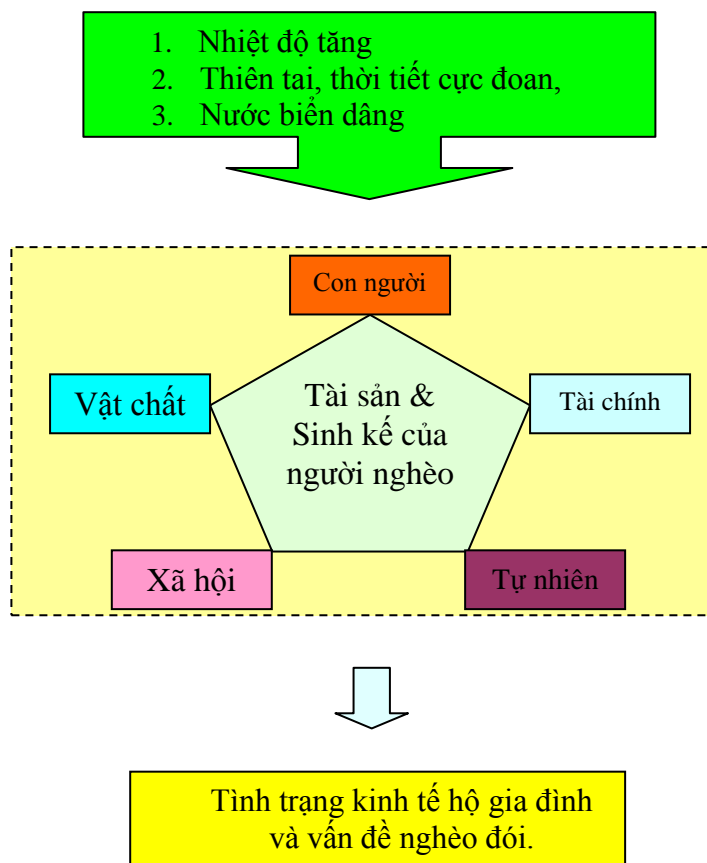 1. Nhiệt độ tăng
2. Thiên tai, thời tiết cực đoan,
3. Nước biển dâng
Con người
Vật chất
Tài sản &
Sinh kế của
người nghèo
Tài chính
Xã hội
Tự nhiên
Tình trạng kinh tế hộ gia đình
và vấn đề nghèo đói.